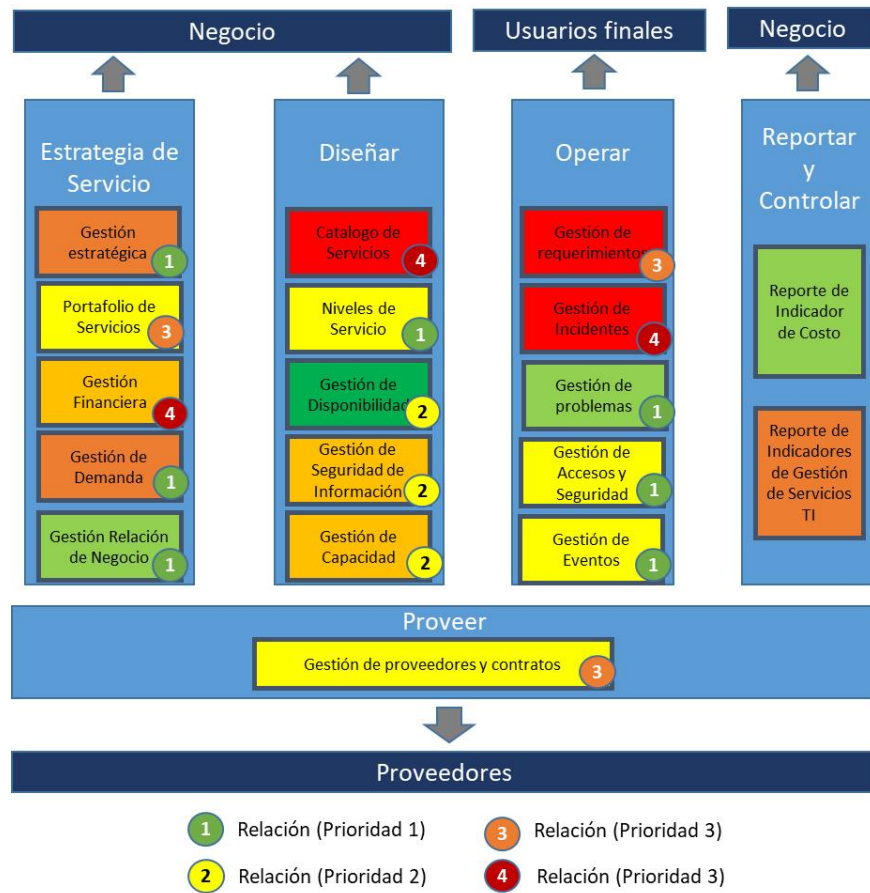 Negocio
Usuarios finales
Negocio
Estrategia de
Servicio
Gestión
estratégica
1
Portafolio de
Servicios
3
Gestión
Financiera
4
Gestión de
Demanda
1
Gestión Relación
de Negocio
1
Diseñar
Catalogo de
Servicios
4
Niveles de
Servicio
1
Gestión de
Disponibilidad
2
Gestión de
Seguridad de
Información
2
Gestión de
Capacidad
2
Operar
Gestión de
requerimientos
3
Gestión de
Incidentes
4
Gestión de
problemas
1
Gestión de
Accesos y
Seguridad
1
Gestión de
Eventos
1
Reportar
y
Controlar
Reporte de
Indicador
de Costo
Reporte de
Indicadores
de Gestión
de Servicios
TI
Proveer
Gestión de proveedores y contratos
3
Proveedores
1 Relación (Prioridad 1)
3 Relación (Prioridad 3)
2 Relación (Prioridad 2)
4 Relación (Prioridad 3)